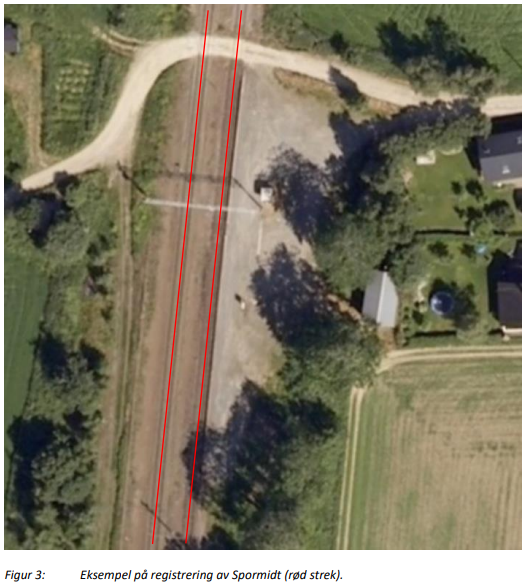 Figur 3: Eksempel på registrering av Spormidt (rød strek).